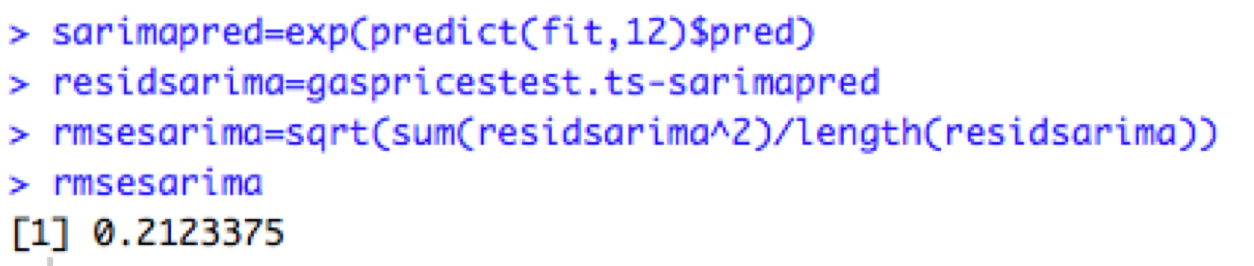 > sarimapred=exp(predict(fit,12)$pred)
> residsarima=gaspricestest.ts-sarimapred
> rmsesarima=sqrt(sum(residsarima^2)/length(residsarima))
> rmsesarima
[1] 0.2123375